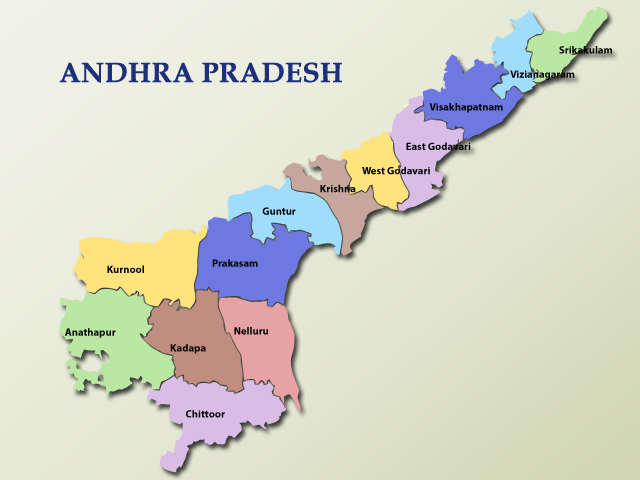 ANDHRA PRADESH
Srikakulam
Vizianagaram
Visakhapatnam
East Godavari
West Godavari
Krishna
Guntur
Prakasam
Kurnool
Anathapur
Nelluru
Kadapa
Chittoor